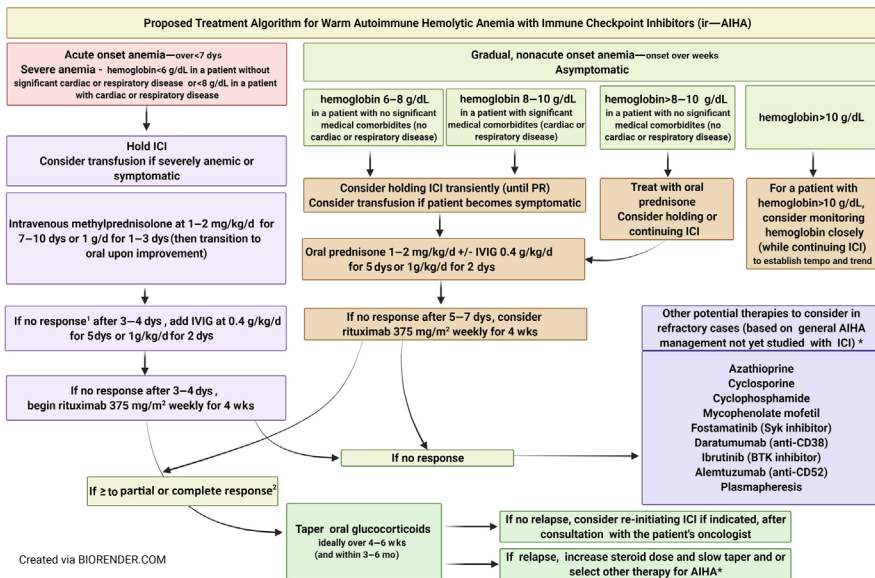 Proposed Treatment Algorithm for Warm Autoimmune Hemolytic Anemia with Immune Checkpoint Inhibitors (ir—AIHA)
Acute onset anemia—over<7 dys
Severe anemia - hemoglobin<6 g/dL in a patient without
significant cardiac or respiratory disease or<8 g/dL in a patient
with cardiac or respiratory disease
Hold ICI
Consider transfusion if severely anemic or
symptomatic
Intravenous methylprednisolone at 1–2 mg/kg/d for
7–10 dys or 1 g/d for 1–3 dys (then transition to
oral upon improvement)
If no response¹ after 3–4 dys , add IVIG at 0.4 g/kg/d
for 5dys or 1g/kg/d for 2 dys
If no response after 3–4 dys ,
begin rituximab 375 mg/m² weekly for 4 wks
Gradual, nonacute onset anemia—onset over weeks
Asymptomatic
hemoglobin 6–8 g/dL
in a patient with no significant
medical comorbidites (no
cardiac or respiratory disease)
hemoglobin 8–10 g/dL
in a patient with significant
medical comorbidities (cardiac or
respiratory disease)
hemoglobin>8–10 g/dL
in a patient with no significant
medical comorbidities (no
cardiac or respiratory disease)
hemoglobin>10 g/dL
Consider holding ICI transiently (until PR)
Consider transfusion if patient becomes symptomatic
Treat with oral
prednisone
Consider holding or
continuing ICI
For a patient with
hemoglobin>10 g/dL,
consider monitoring
hemoglobin closely
(while continuing ICI)
to establish tempo and trend
Oral prednisone 1–2 mg/kg/d +/- IVIG 0.4 g/kg/d
for 5 dys or 1g/kg/d for 2 dys
If no response after 5–7 dys, consider
rituximab 375 mg/m² weekly for 4 wks
Other potential therapies to consider in
refractory cases (based on general AIHA
management not yet studied with ICI) *
Azathioprine
Cyclosporine
Cyclophosphamide
Mycophenolate mofetil
Fostamatinib (Syk inhibitor)
Daratumumab (anti-CD38)
Ibrutinib (BTK inhibitor)
Alemtuzumab (anti-CD52)
Plasmapheresis
If no response
If ≥ to partial or complete response²
Taper oral glucocorticoids
ideally over 4–6 wks
(and within 3–6 mo)
If no relapse, consider re-initiating ICI if indicated, after
consultation with the patient's oncologist
If relapse, increase steroid dose and slow taper and or
select other therapy for AIHA*
Created via BIORENDER.COM